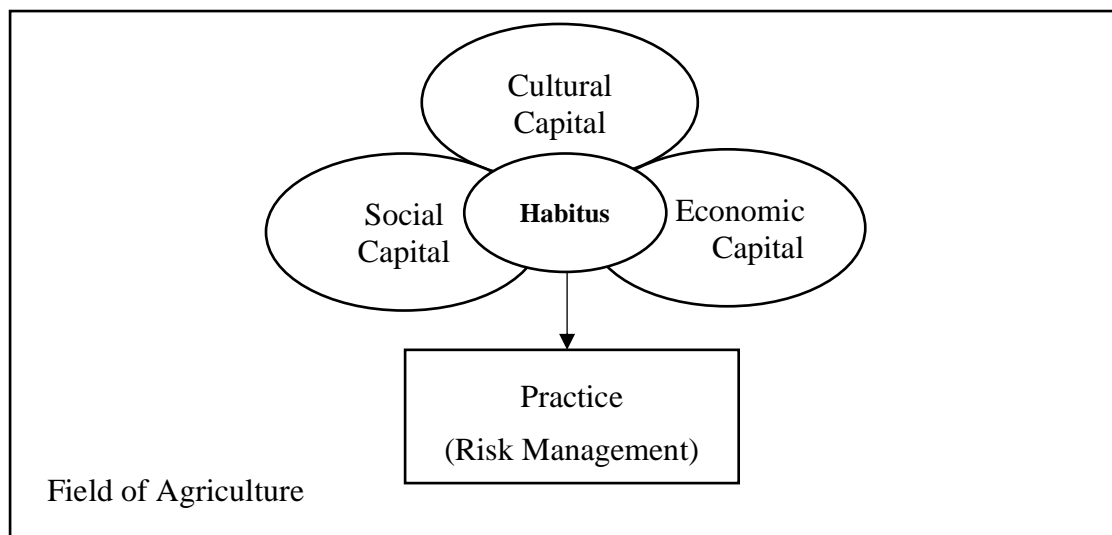 Cultural
Capital
Social
Capital
Habitus
Economic
Capital
Practice
(Risk Management)
Field of Agriculture